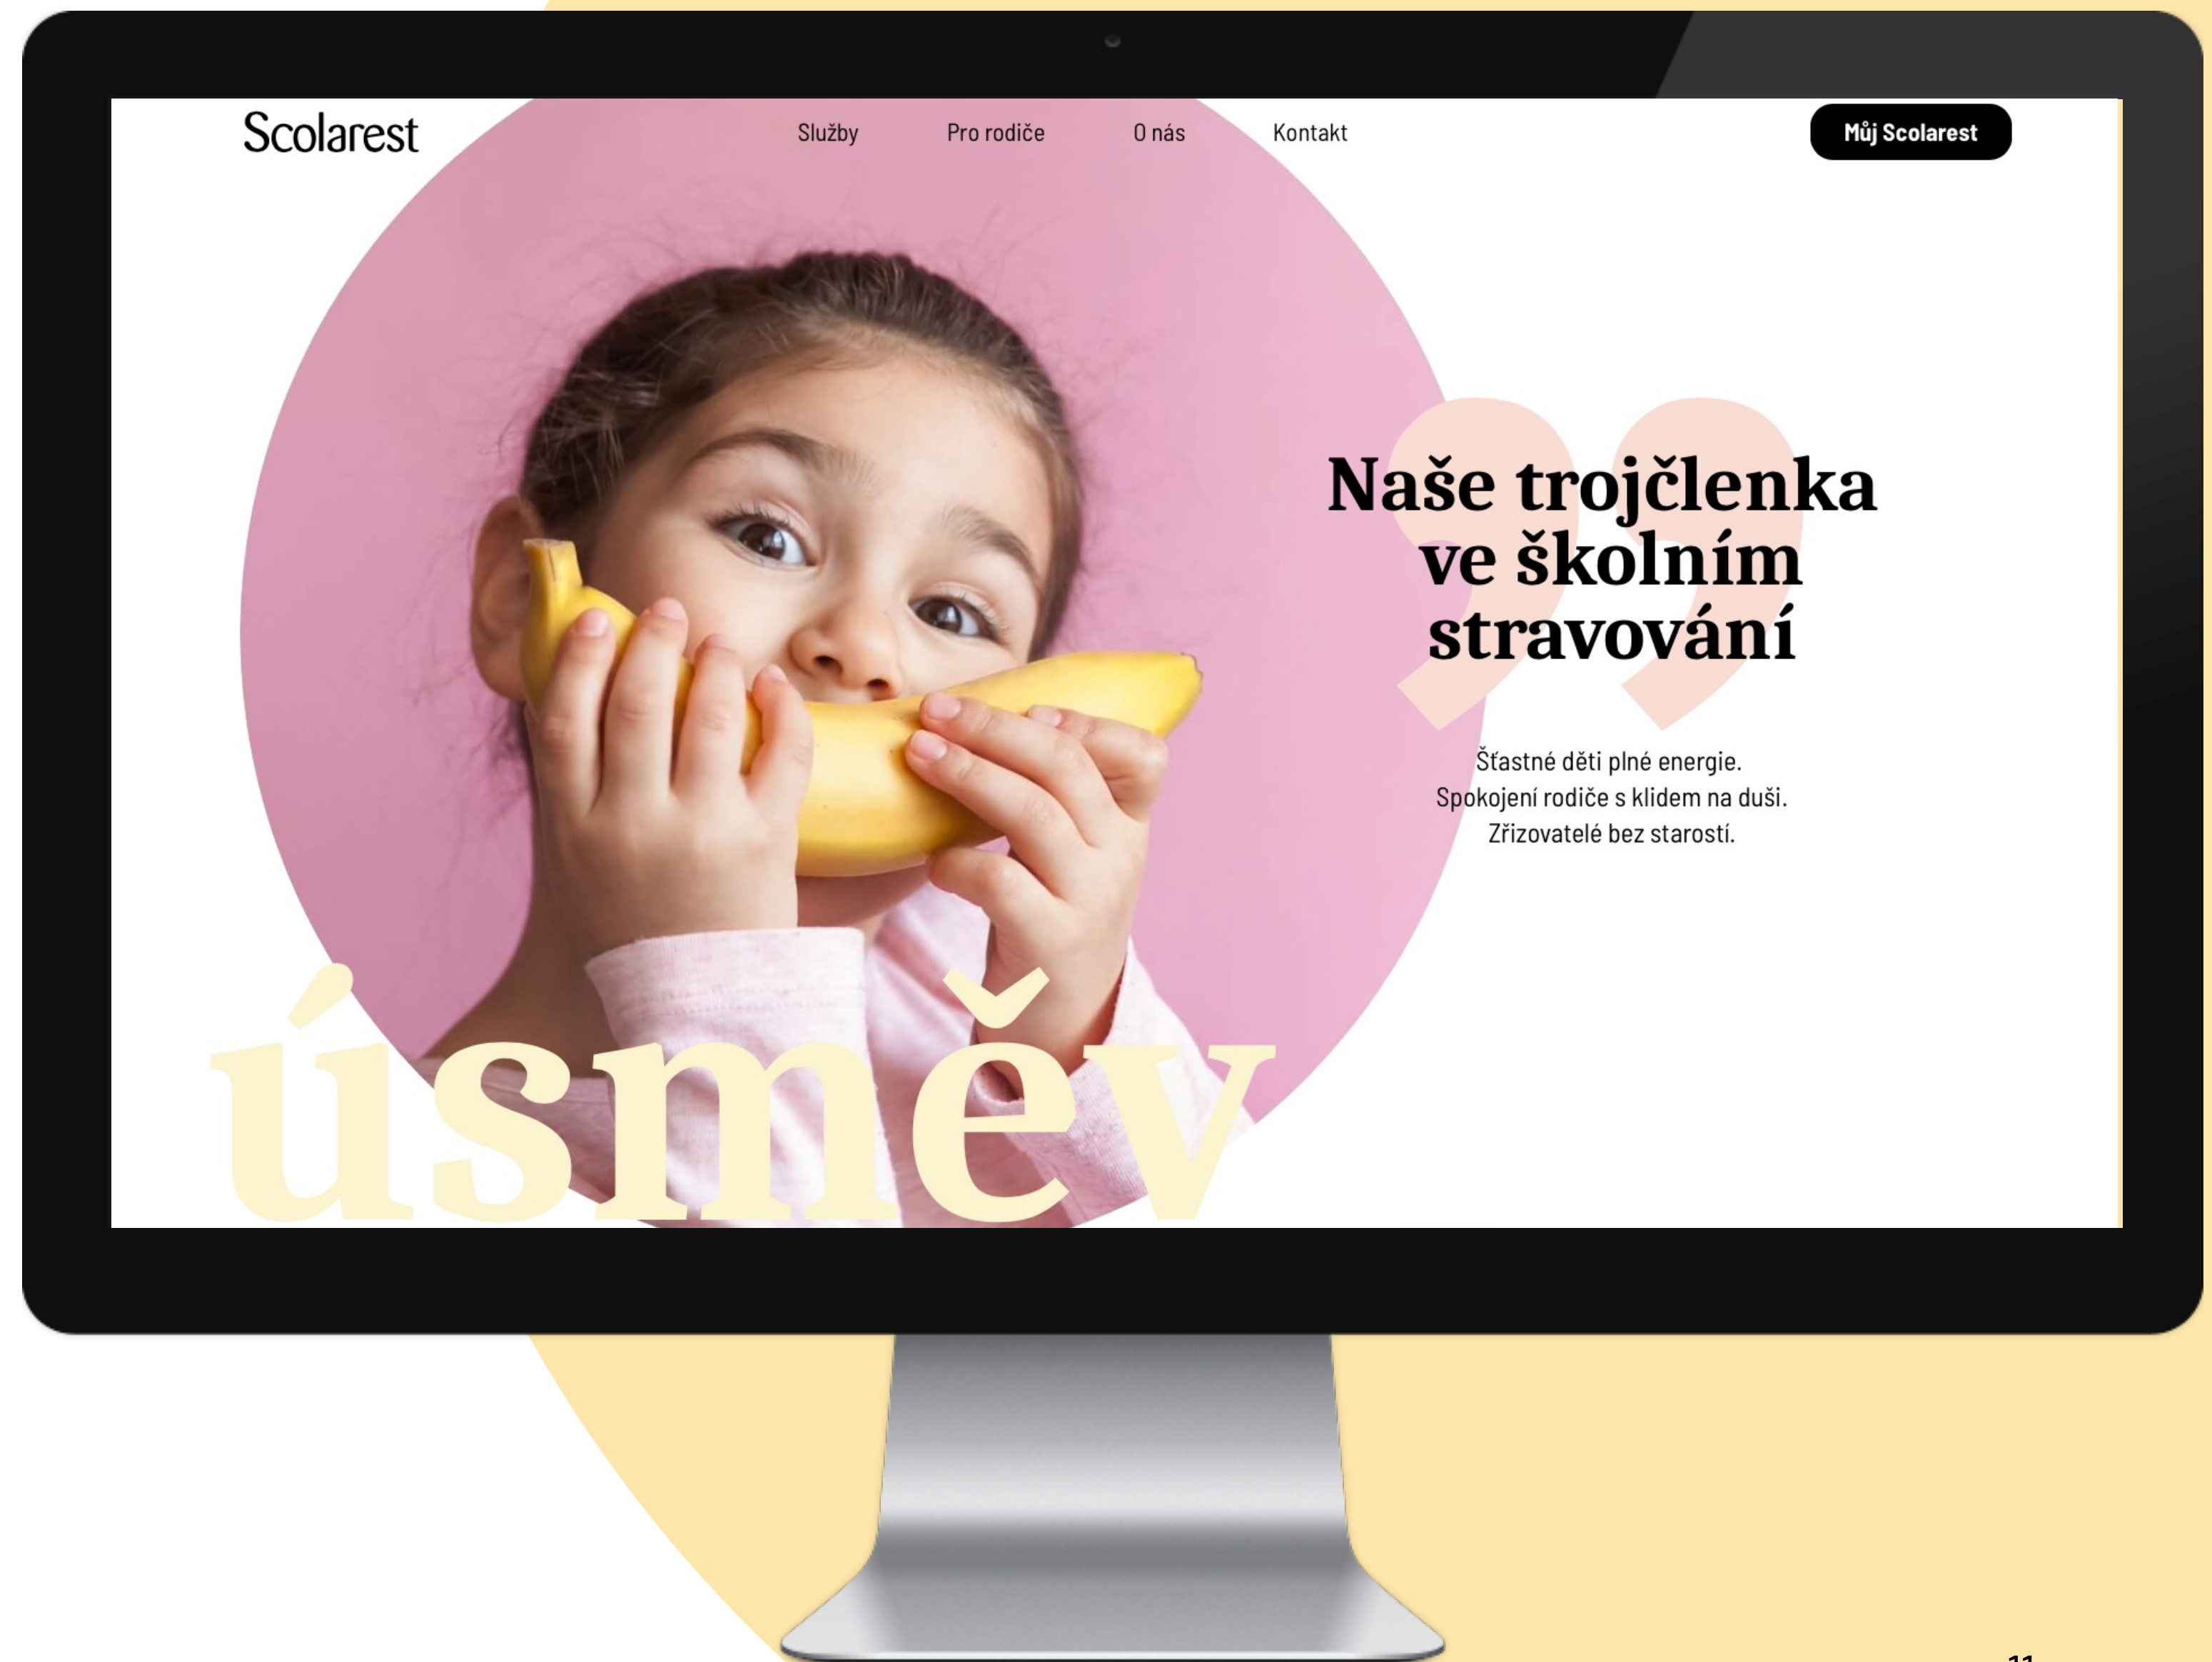 Scolarest
Služby
Pro rodiče
O nás
Kontakt
Můj Scolarest
Naše trojčlenka
ve školním
stravování
Šťastné děti plné energie.
Spokojení rodiče s klidem na duši.
Zřizovatelé bez starostí.
úsměv
11